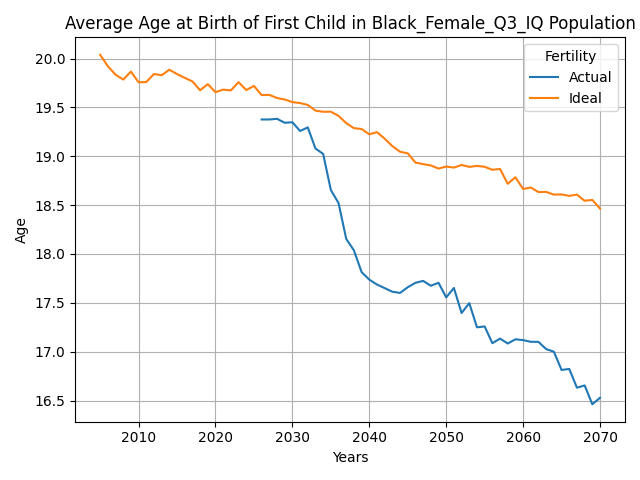 Average Age at Birth of First Child in Black_Female_Q3_IQ Population
Fertility
Actual
Ideal
Age
20.0
19.5
19.0
18.5
18.0
17.5
17.0
16.5
2010 2020 2030 2040 2050 2060 2070
Years